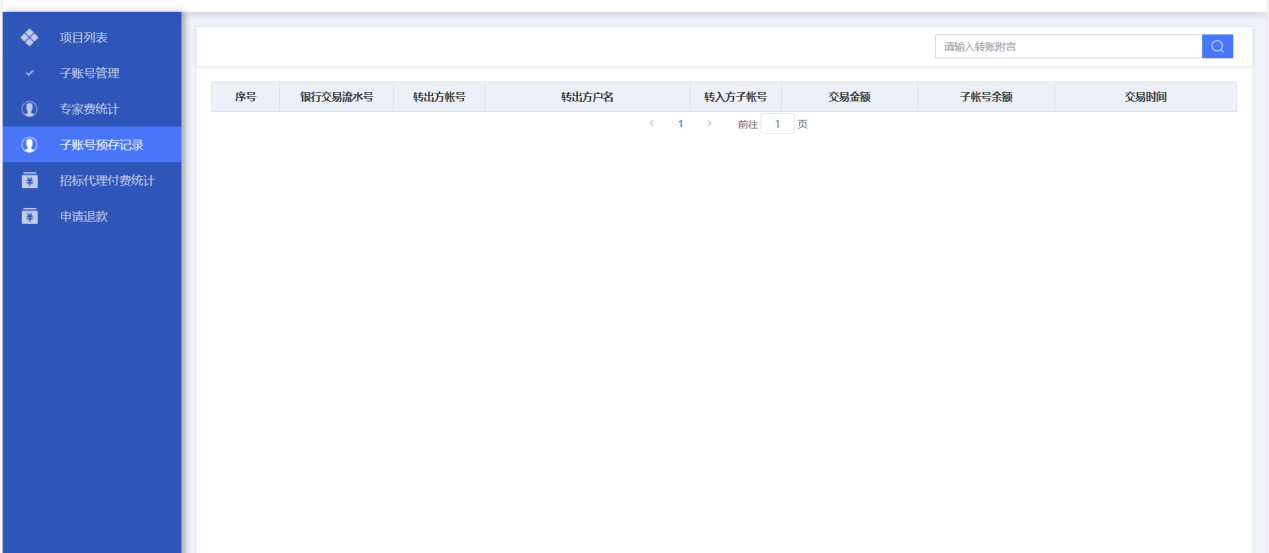 项目列表
子账号管理
专家费统计
子账号预存记录
招标代理付费统计
申请退款
请输入转账附言
序号 银行交易流水号 转出方帐号 转出方户名 转入方子帐号 交易金额 子帐号余额 交易时间
< 1 > 前往 1 页